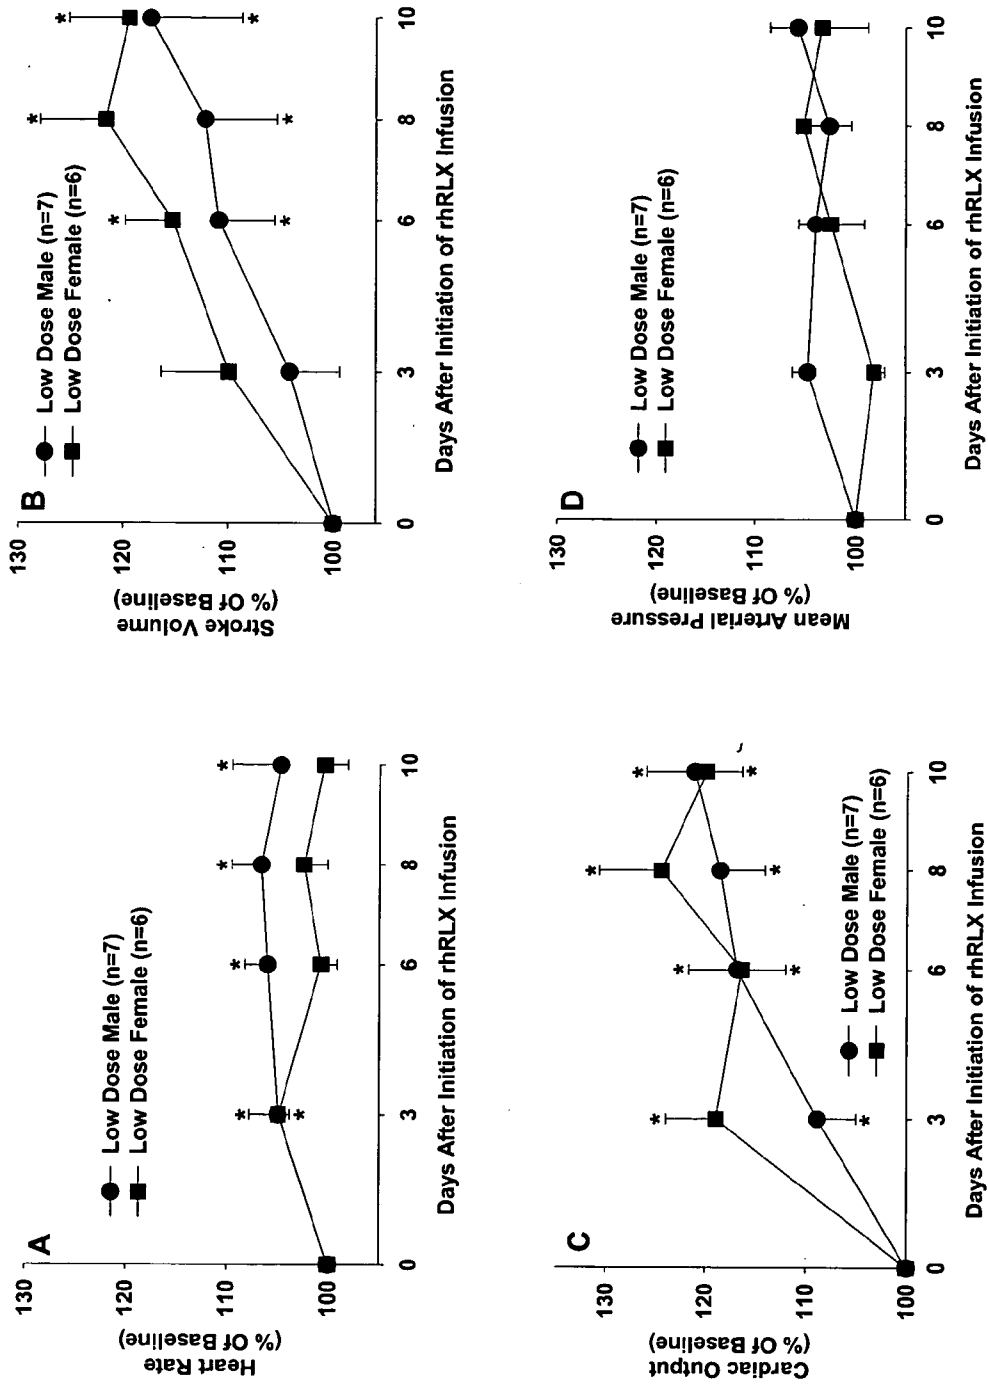 A
Low Dose Male (n=7)
Low Dose Female (n=6)
Heart Rate
(% Of Baseline)
130
120
110
100
* * * *
*
0 3 6 8 10
Days After Initiation of rhRLX Infusion
B
Low Dose Male (n=7)
Low Dose Female (n=6)
Stroke Volume
(% Of Baseline)
130
120
110
100
* * *
* * *
0 3 6 8 10
Days After Initiation of rhRLX Infusion
C
Cardiac Output
(% Of Baseline)
130
120
110
100
* * * *
* * * *
Low Dose Male (n=7)
Low Dose Female (n=6)
0 3 6 8 10
Days After Initiation of rhRLX Infusion
D
Low Dose Male (n=7)
Low Dose Female (n=6)
Mean Arterial Pressure
(% Of Baseline)
130
120
110
100
0 3 6 8 10
Days After Initiation of rhRLX Infusion